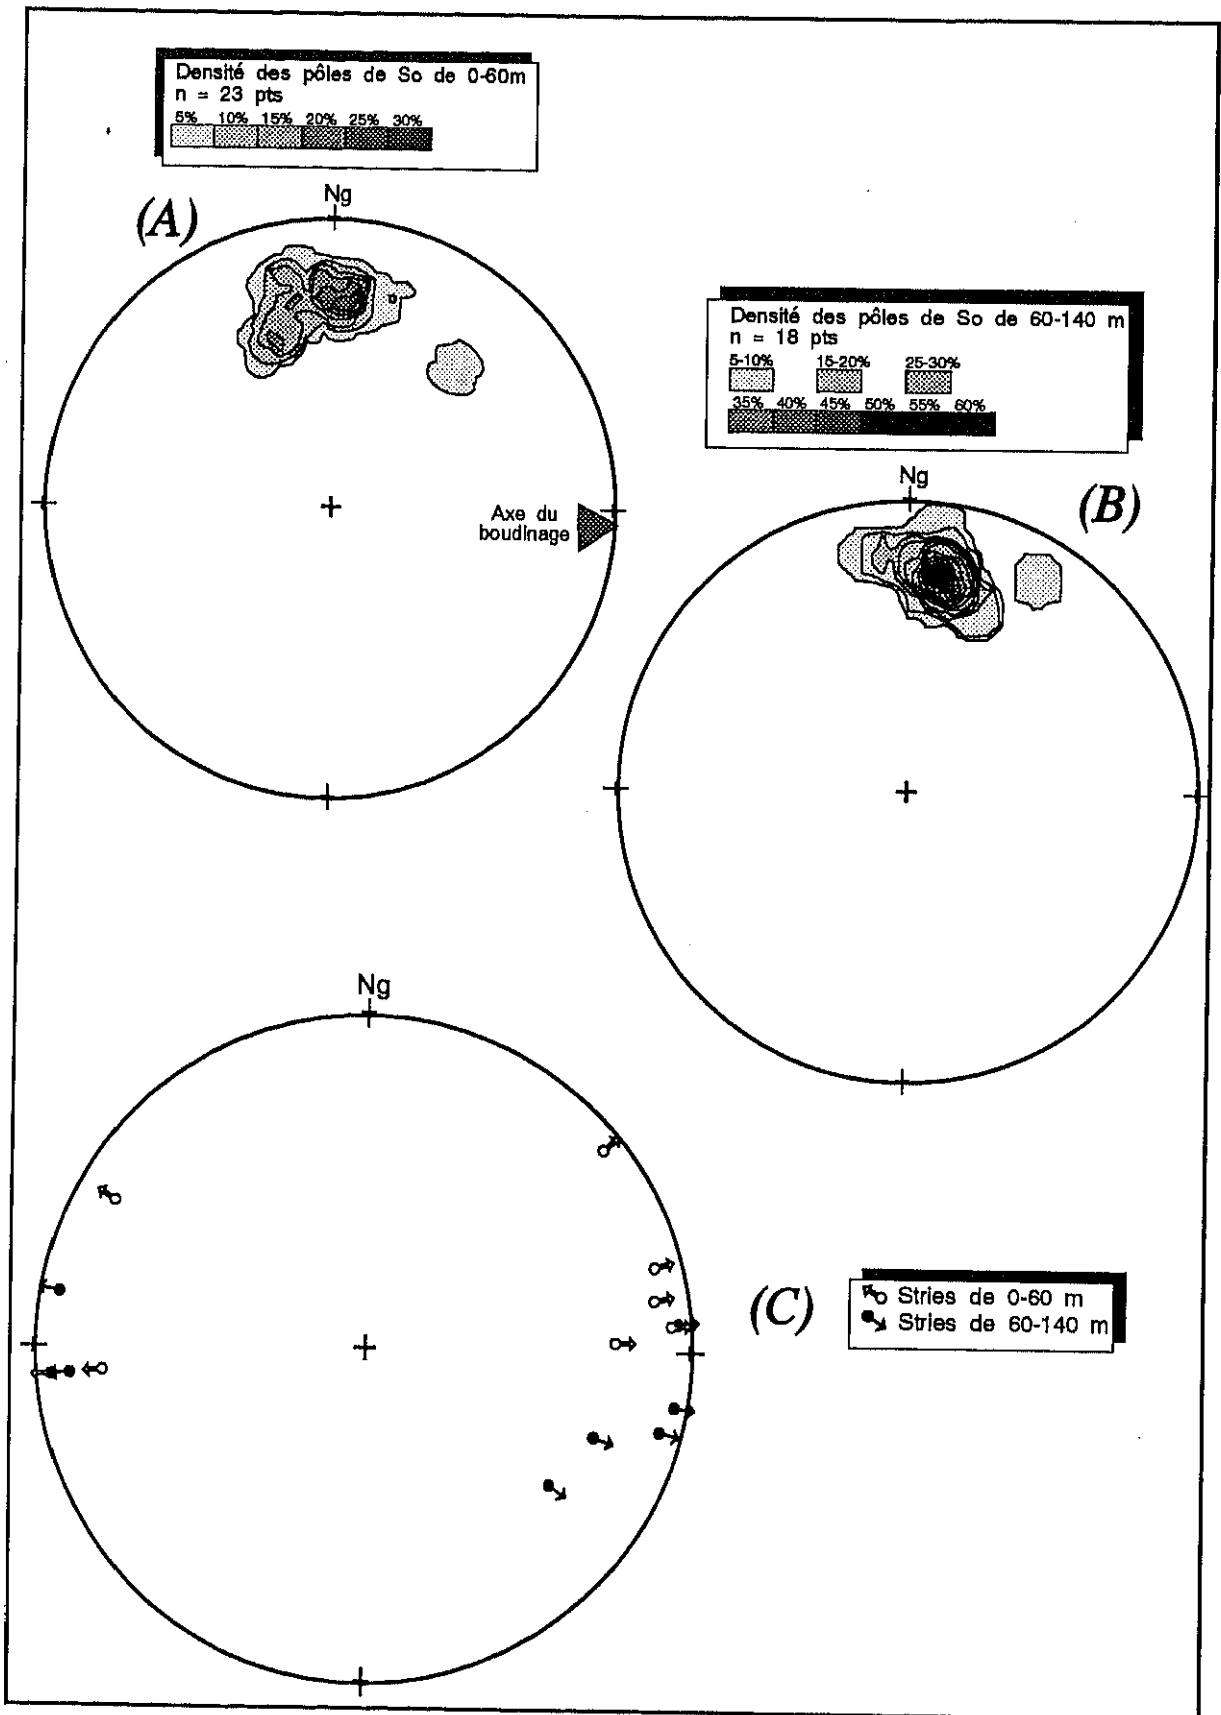 Densité des pôles de So de 0-60m
n = 23 pts
5% 10% 15% 20% 25% 30%
(A)
Ng
Axe du
boudinage
Densité des pôles de So de 60-140 m
n = 18 pts
5-10% 15-20% 25-30%
35% 40% 45% 50% 55% 60%
Ng
(B)
Ng
(C)
Stries de 0-60 m
Stries de 60-140 m